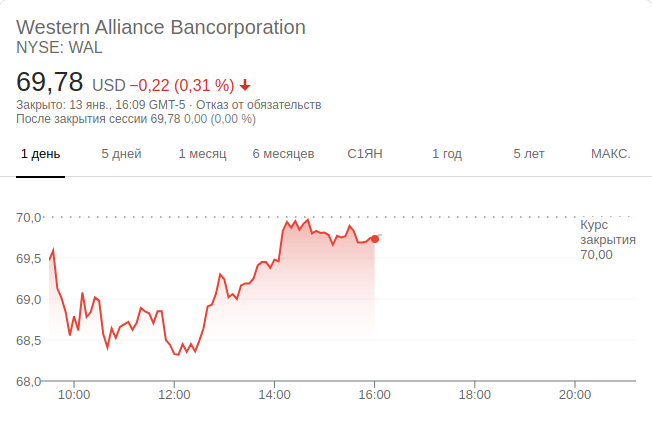 Western Alliance Bancorporation
NYSE: WAL
69,78 USD −0,22 (0,31 %)
Закрыто: 13 янв., 16:09 GMT-5 · Отказ от обязательств
После закрытия сессии 69,78 0,00 (0,00 %)
1 день 5 дней 1 месяц 6 месяцев С1ЯН 1 год 5 лет МАКС.
70,0
Курс
закрытия
70,00
69,5
69,0
68,5
68,0
10:00 12:00 14:00 16:00 18:00 20:00